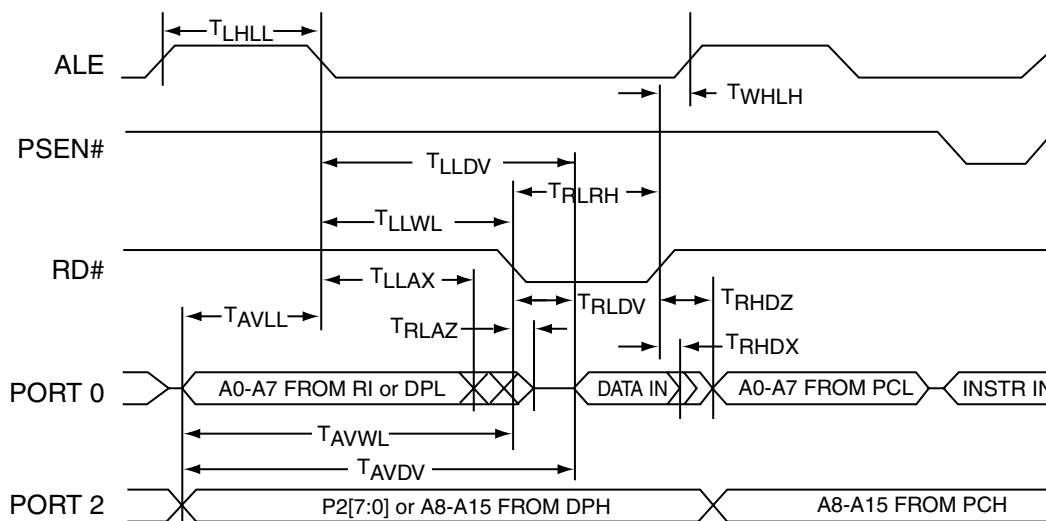 TLHLL
ALE
TWHLH
PSEN#
TLLDV
TRLRH
TLLWL
RD#
TLLAX
TAVLL
TRLDV
TRHDZ
TRLAZ
TRHDX
PORT 0
A0-A7 FROM RI or DPL
DATA IN
A0-A7 FROM PCL
INSTR IN
TAVWL
TAVDV
PORT 2
P2[7:0] or A8-A15 FROM DPH
A8-A15 FROM PCH